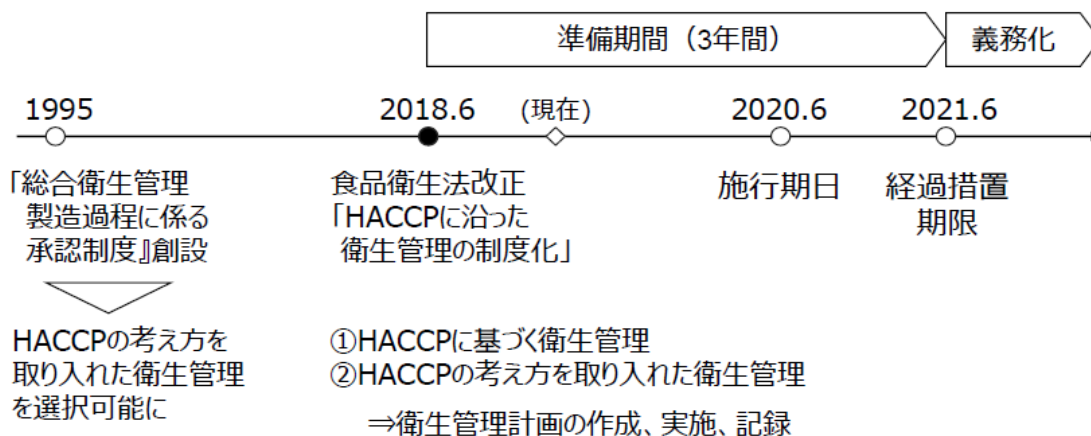 準備期間（3年間）
義務化
1995
2018.6
(現在)
2020.6
2021.6
「総合衛生管理
製造過程に係る
承認制度』創設
食品衛生法改正
「HACCPに沿った
衛生管理の制度化」
施行期日
経過措置
期限
HACCPの考え方を
取り入れた衛生管理
を選択可能に
①HACCPに基づく衛生管理
②HACCPの考え方を取り入れた衛生管理
⇒衛生管理計画の作成、実施、記録